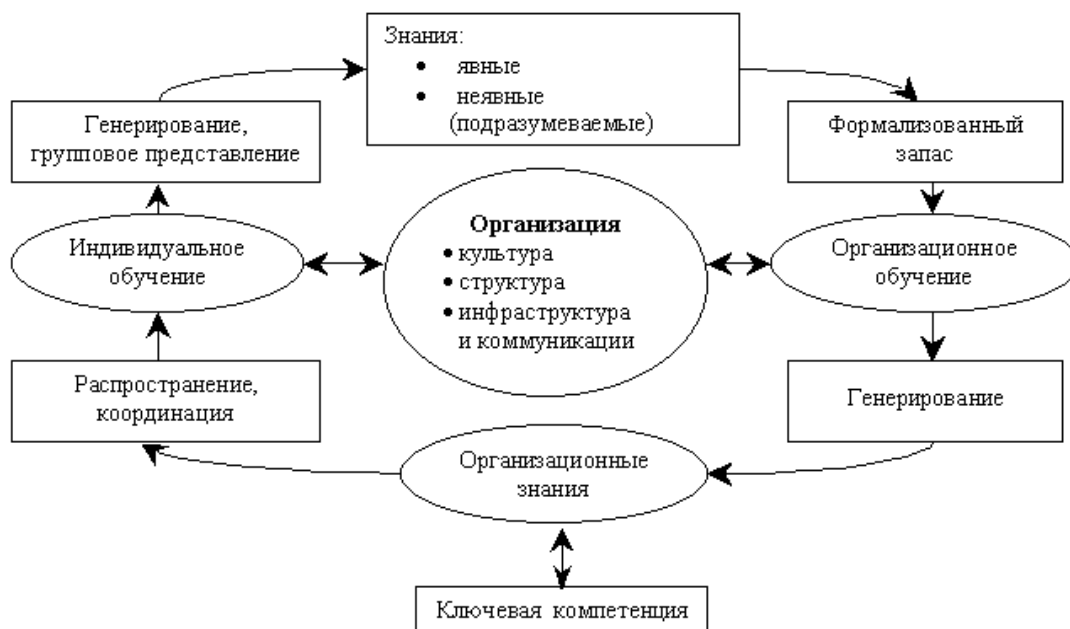 Знания:
• явные
• неявные
(подразумеваемые)
Генерирование,
групповое представление
Формализованный
запас
Индивидуальное
обучение
Организация
• культура
• структура
• инфраструктура
и коммуникации
Организационное
обучение
Распространение,
координация
Генерирование
Организационные
знания
Ключевая компетенция